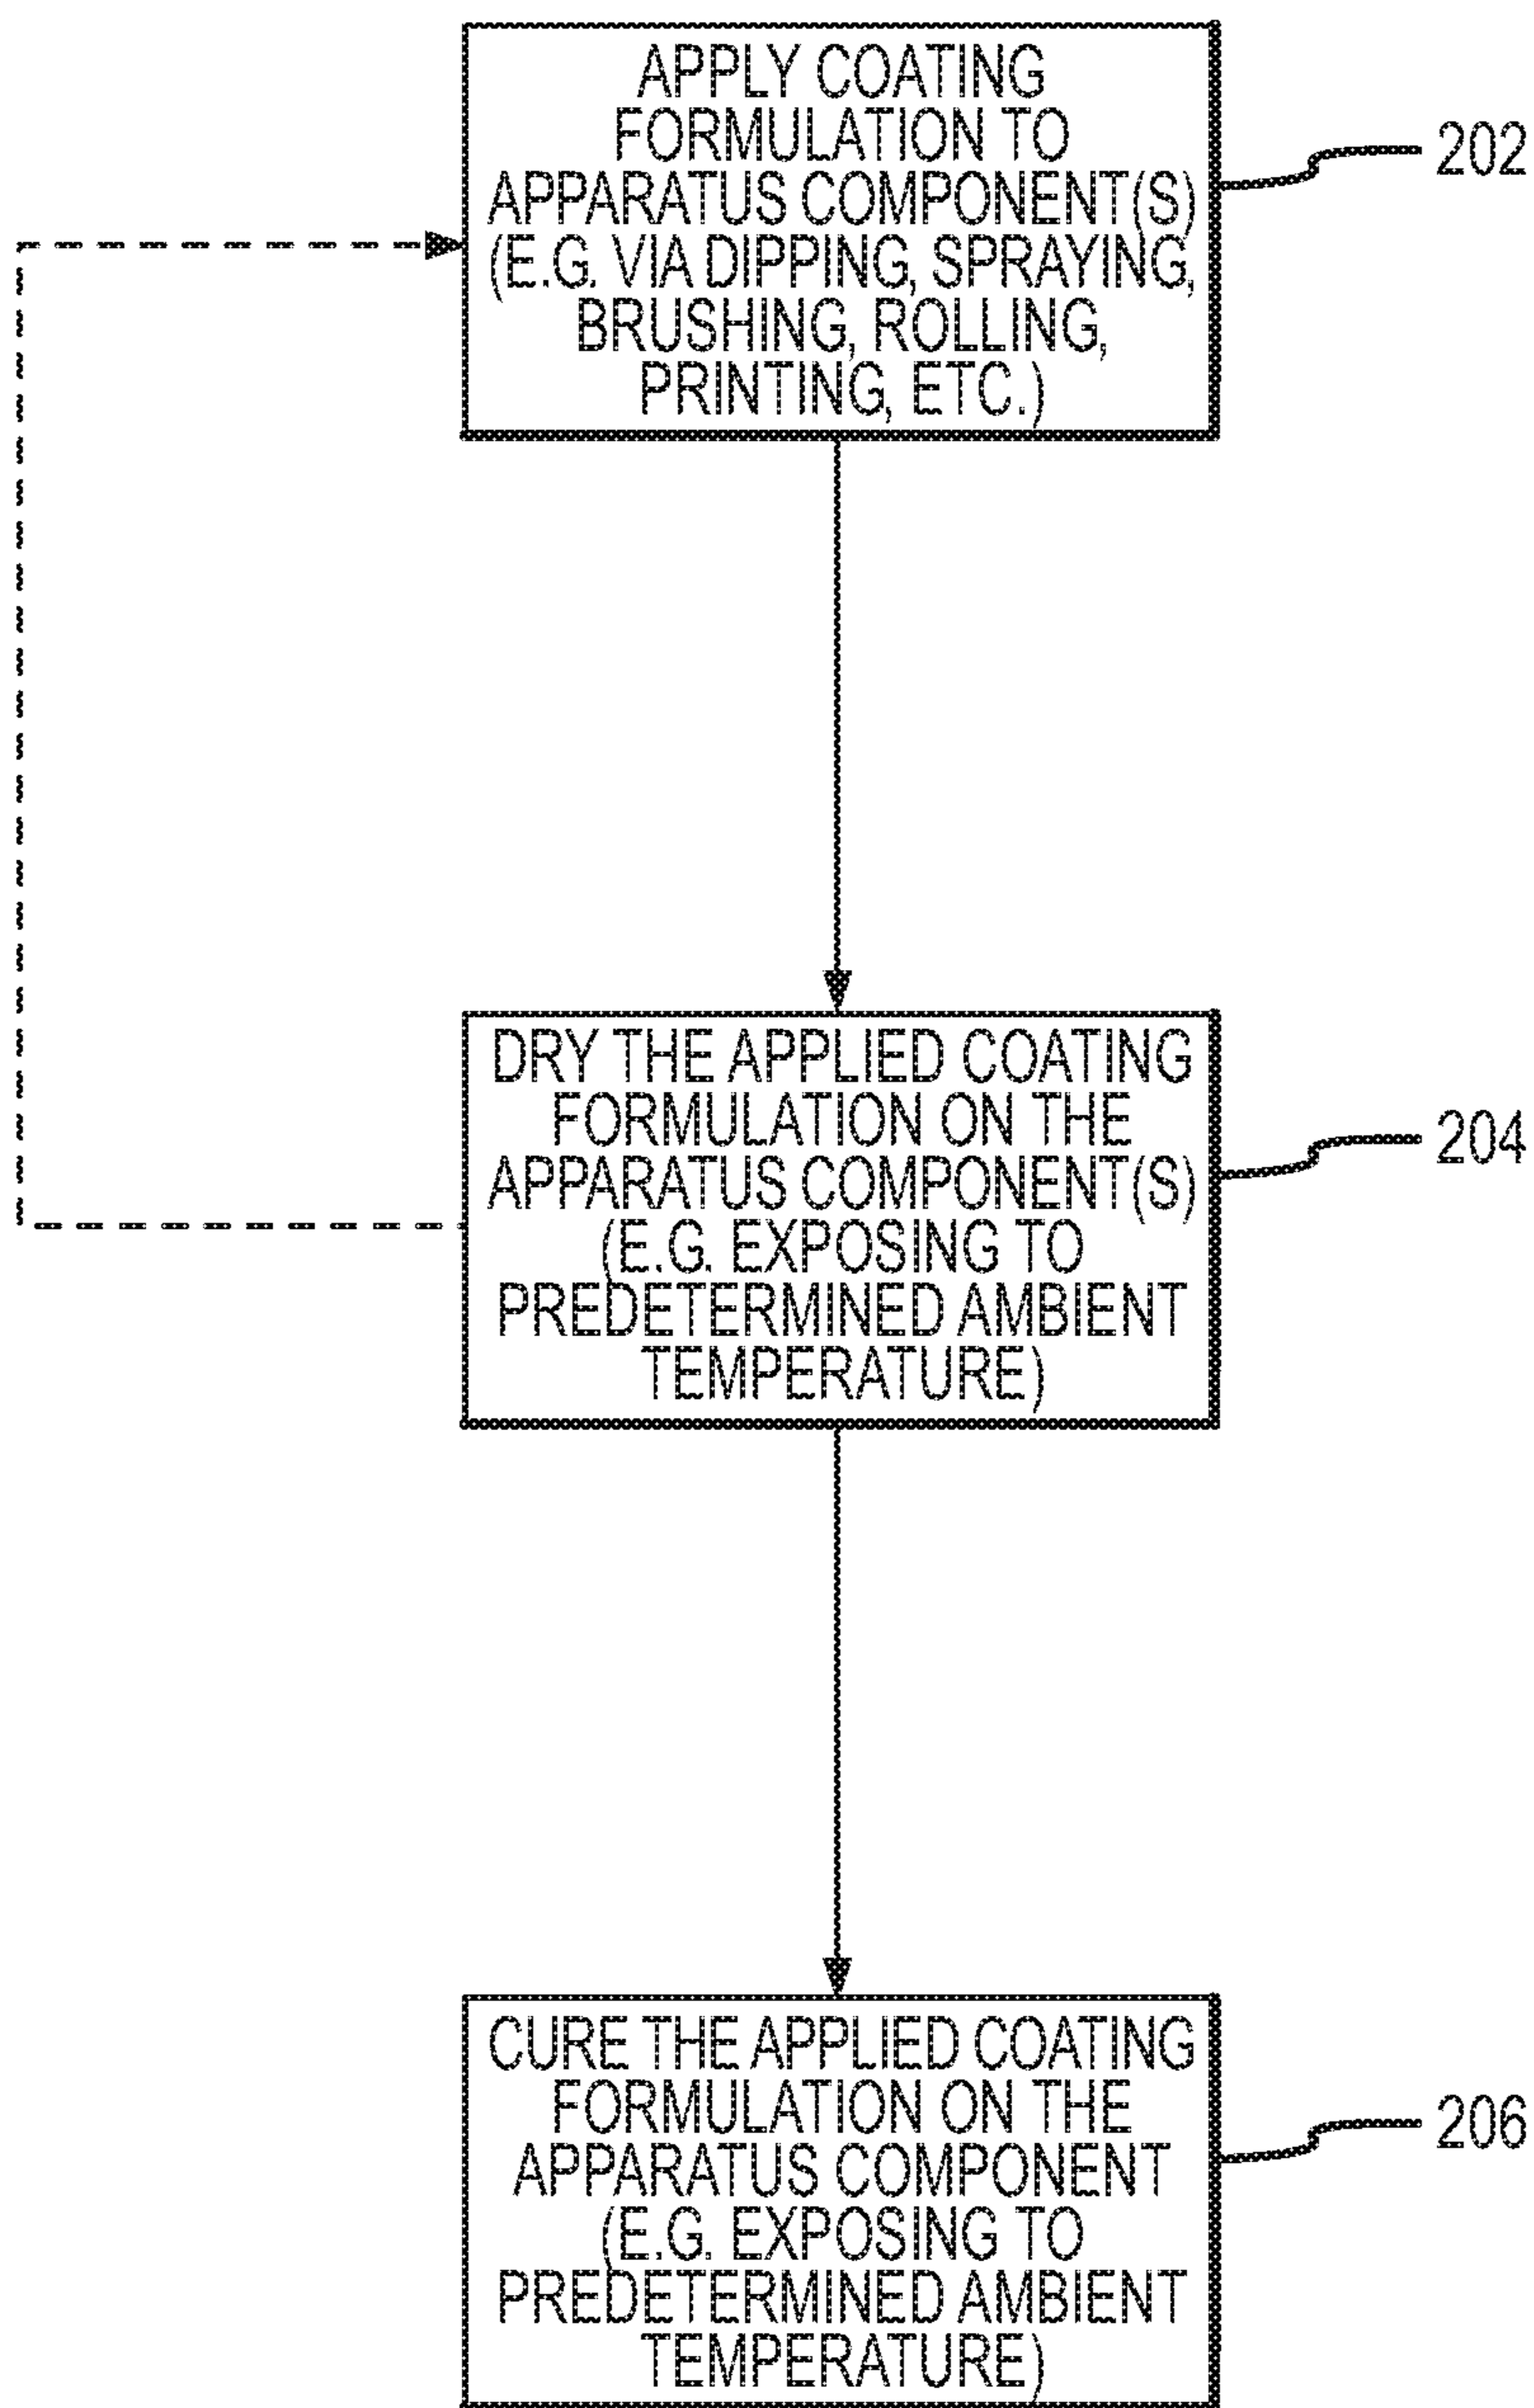 APPLY COATING
FORMULATION TO
APPARATUS COMPONENT(S)
(E.G. VIA DIPPING, SPRAYING,
BRUSHING, ROLLING,
PRINTING, ETC.)
202
DRY THE APPLIED COATING
FORMULATION ON THE
APPARATUS COMPONENT(S)
(E.G. EXPOSING TO
PREDETERMINED AMBIENT
TEMPERATURE)
204
CURE THE APPLIED COATING
FORMULATION ON THE
APPARATUS COMPONENT
(E.G. EXPOSING TO
PREDETERMINED AMBIENT
TEMPERATURE)
206